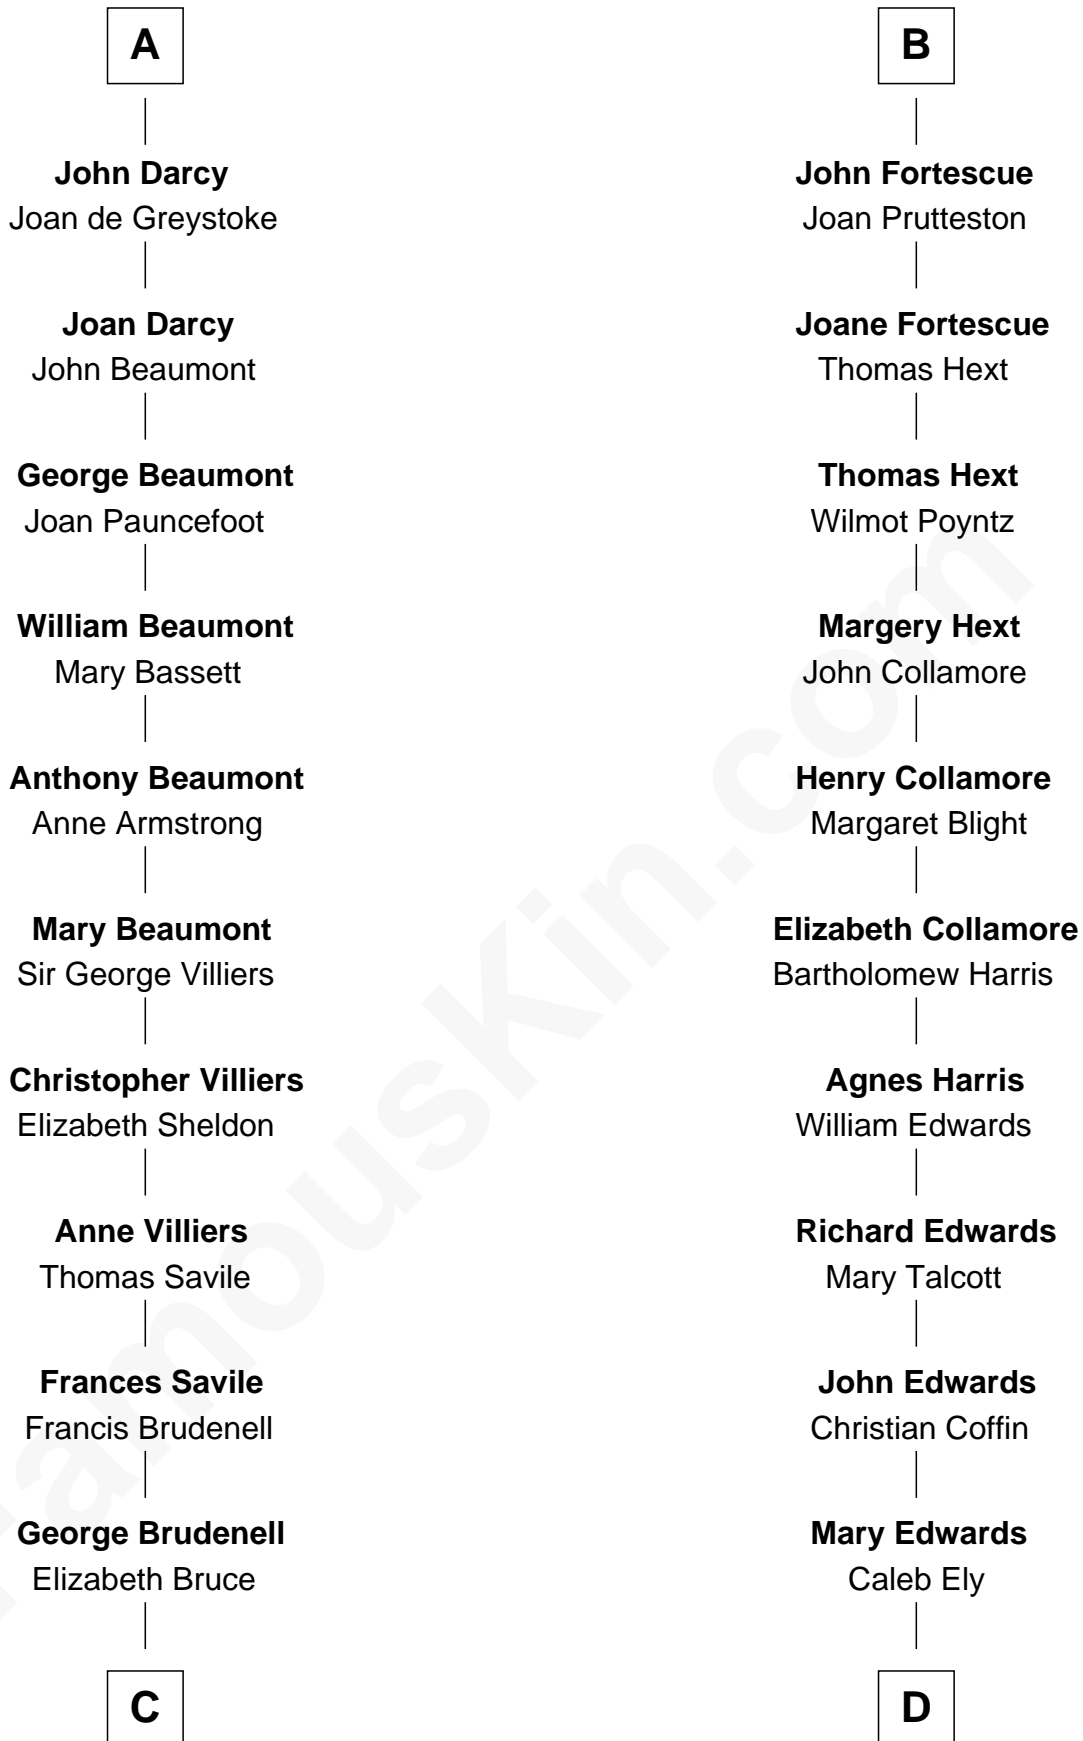 A
John Darcy
Joan de Greystoke
Joan Darcy
John Beaumont
George Beaumont
Joan Pauncefoot
William Beaumont
Mary Bassett
Anthony Beaumont
Anne Armstrong
Mary Beaumont
Sir George Villiers
Christopher Villiers
Elizabeth Sheldon
Anne Villiers
Thomas Savile
Frances Savile
Francis Brudenell
George Brudenell
Elizabeth Bruce
C
B
John Fortescue
Joan Prutteston
Joane Fortescue
Thomas Hext
Thomas Hext
Wilmot Poyntz
Margery Hext
John Collamore
Henry Collamore
Margaret Blight
Elizabeth Collamore
Bartholomew Harris
Agnes Harris
William Edwards
Richard Edwards
Mary Talcott
John Edwards
Christian Coffin
Mary Edwards
Caleb Ely
D
FamousKin.com